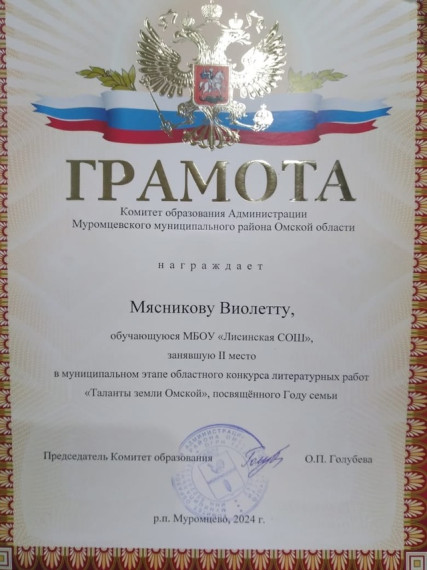 ГРАМОТА
Комитет образования Администрации
Муромцевского муниципального района Омской области
награждает
Мясникову Виолетту,
обучающуюся МБОУ «Лисинская СОШ»,
занявшую II место
в муниципальном этапе областного конкурса литературных работ
«Таланты земли Омской», посвящённого Году семьи
Председатель Комитет образования О.П. Голубева
р.п. Муромцево, 2024 г.